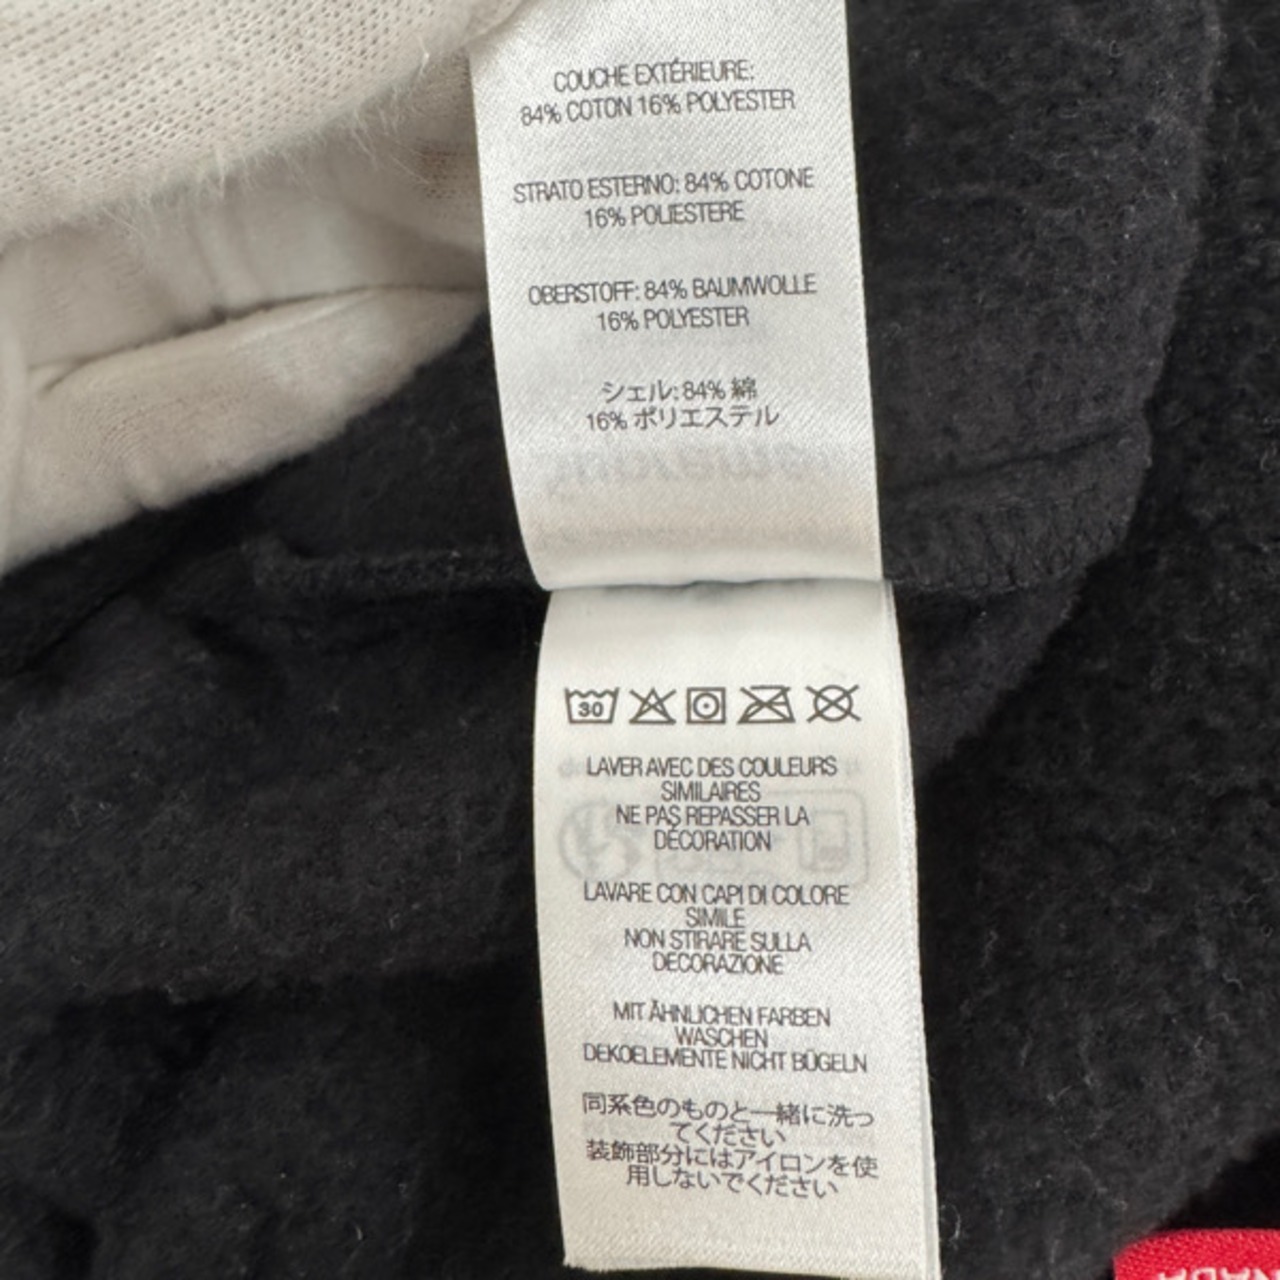 COUCHE EXTÉRIEURE:
84% COTON 16% POLYESTER
STRATO ESTERNO: 84% COTONE
16% POLIESTERE
OBERSTOFF: 84% BAUMWOLLE
16% POLYESTER
シェル: 84% 綿
16% ポリエステル
30
LAVER AVEC DES COULEURS
SIMILAIRES
NE PAS REPASSER LA
DÉCORATION
LAVARE CON CAPI DI COLORE
SIMILE
NON STIRARE SULLA
DECORAZIONE
MIT ÄHNLICHEN FARBEN
WASCHEN
DEKOELEMENTE NICHT BÜGELN
同系色のものと一緒に洗っ
てください
装飾部分にはアイロンを使
用しないでください